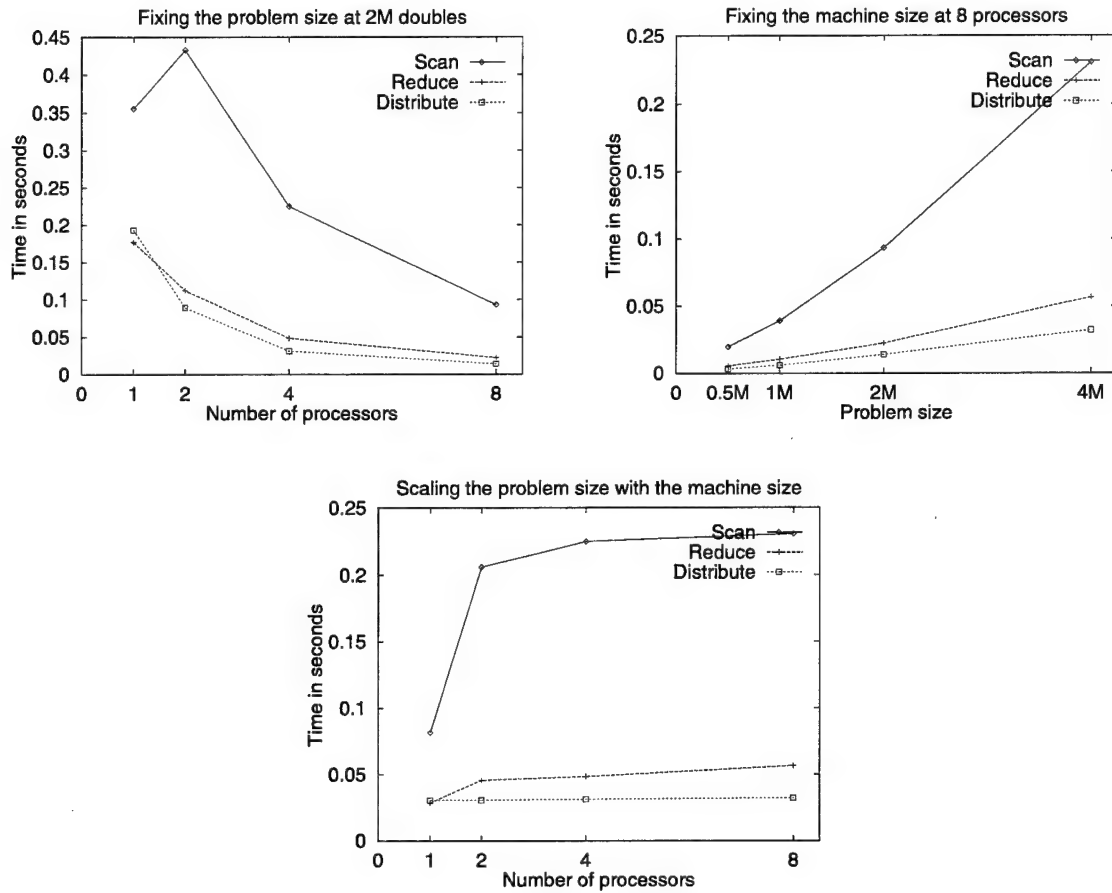 Fixing the problem size at 2M doubles
0.45
0.4
0.35
0.3
0.25
0.2
0.15
0.1
0.05
0
Time in seconds
Scan
Reduce
Distribute
0 1 2 4 8
Number of processors
Fixing the machine size at 8 processors
0.25
0.2
0.15
0.1
0.05
0
Time in seconds
Scan
Reduce
Distribute
0 0.5M 1M 2M 4M
Problem size
Scaling the problem size with the machine size
0.25
0.2
0.15
0.1
0.05
0
Time in seconds
Scan
Reduce
Distribute
0 1 2 4 8
Number of processors